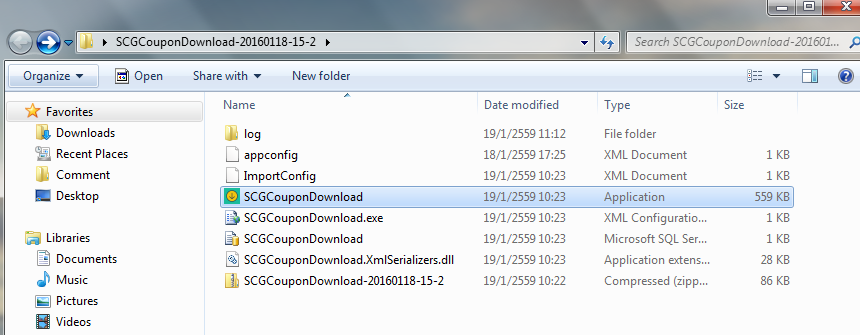 SCGCouponDownload-20160118-15-2
Search SCGCouponDownload-201601...
Organize Open Share with New folder
Name Date modified Type Size
Favorites
Downloads
Recent Places
Comment
Desktop
Libraries
Documents
Music
Pictures
Videos
log 19/1/2559 11:12 File folder
appconfig 18/1/2559 17:25 XML Document 1 KB
ImportConfig 19/1/2559 10:23 XML Document 1 KB
SCGCouponDownload 19/1/2559 10:23 Application 559 KB
SCGCouponDownload.exe 19/1/2559 10:23 XML Configuratio... 1 KB
SCGCouponDownload 19/1/2559 10:23 Microsoft SQL Ser... 1 KB
SCGCouponDownload.XmlSerializers.dll 19/1/2559 10:23 Application extens... 28 KB
SCGCouponDownload-20160118-15-2 19/1/2559 10:22 Compressed (zipp... 86 KB